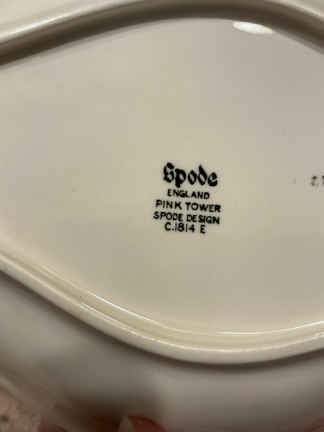 Spode
ENGLAND
PINK TOWER
SPODE DESIGN
C.1814 E